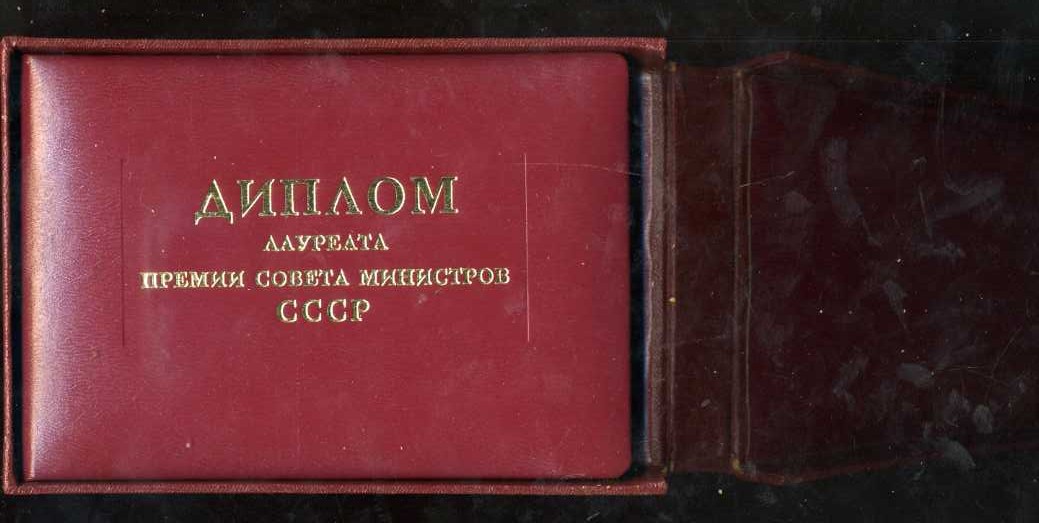 ДИПЛОМ
ЛАУРЕАТА
ПРЕМИИ СОВЕТА МИНИСТРОВ
СССР